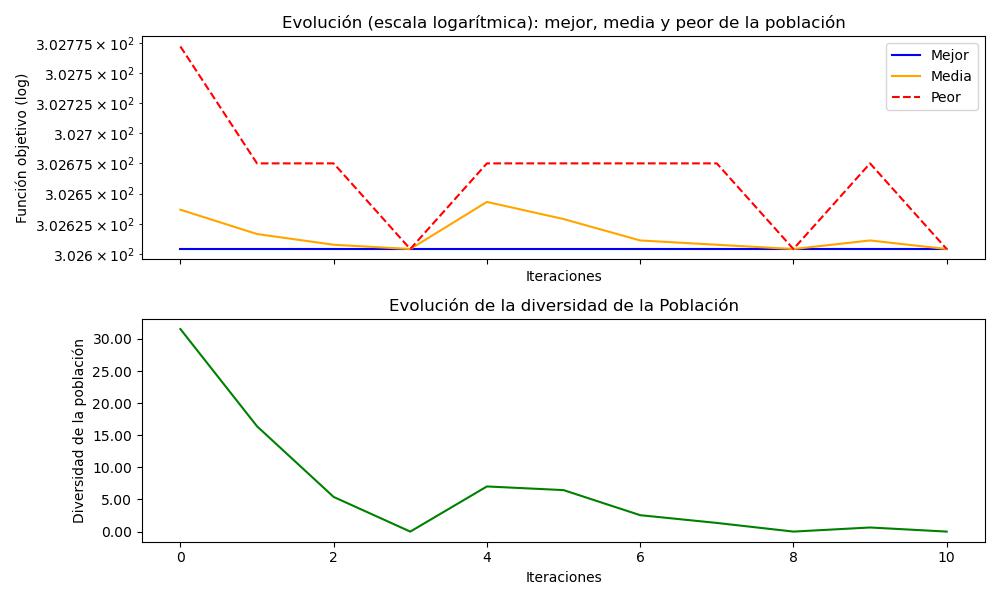 Evolución (escala logarítmica): mejor, media y peor de la población
Función objetivo (log)
3.02775 × 10²
3.0275 × 10²
3.02725 × 10²
3.027 × 10²
3.02675 × 10²
3.0265 × 10²
3.02625 × 10²
3.026 × 10²
Mejor
Media
Peor
Iteraciones
Evolución de la diversidad de la Población
Diversidad de la población
30.00
25.00
20.00
15.00
10.00
5.00
0.00
0 2 4 6 8 10
Iteraciones